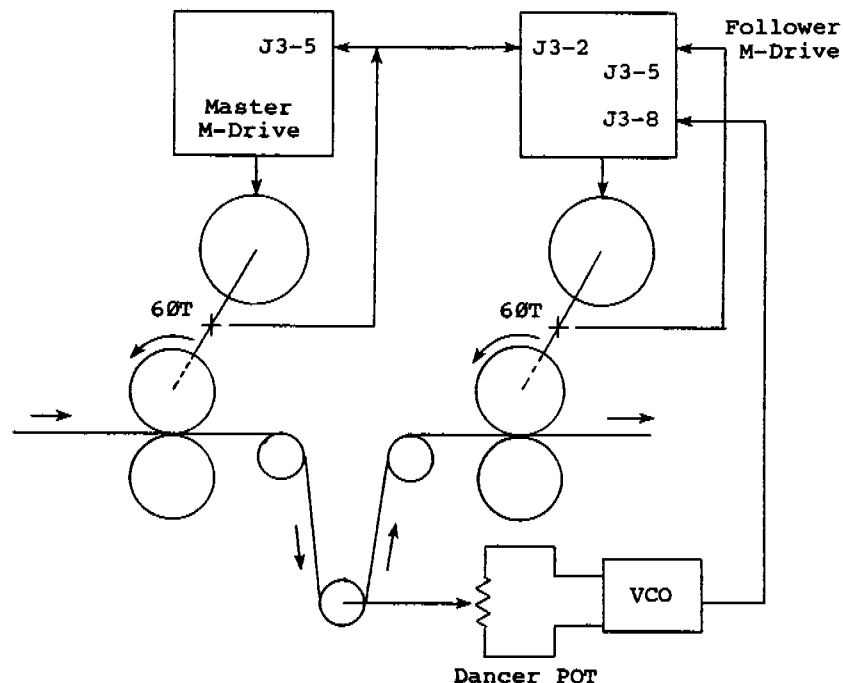 J3-5
Master
M-Drive
J3-2
J3-5
J3-8
Follower
M-Drive
6ØT
6ØT
VCO
Dancer POT